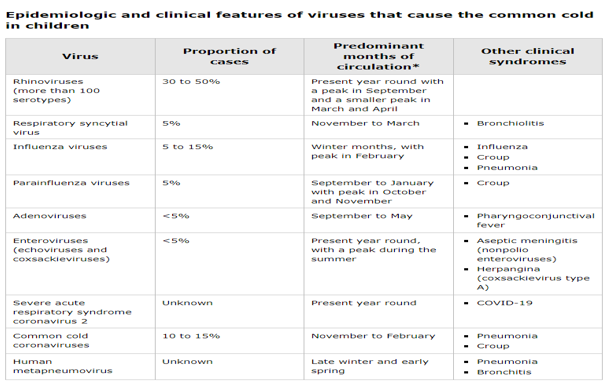 Epidemiologic and clinical features of viruses that cause the common cold
in children
Virus
Proportion of
cases
Predominant
months of
circulation*
Other clinical
syndromes
Rhinoviruses
(more than 100
serotypes)
30 to 50%
Present year round with
a peak in September
and a smaller peak in
March and April
Respiratory syncytial
virus
5%
November to March
▪ Bronchiolitis
Influenza viruses
5 to 15%
Winter months, with
peak in February
▪ Influenza
▪ Croup
▪ Pneumonia
Parainfluenza viruses
5%
September to January
with peak in October
and November
▪ Croup
Adenoviruses
<5%
September to May
▪ Pharyngoconjunctival
fever
Enteroviruses
(echoviruses and
coxsackieviruses)
<5%
Present year round,
with a peak during the
summer
▪ Aseptic meningitis
(nonpolio
enteroviruses)
▪ Herpangina
(coxsackievirus type
A)
Severe acute
respiratory syndrome
coronavirus 2
Unknown
Present year round
▪ COVID-19
Common cold
coronaviruses
10 to 15%
November to February
▪ Pneumonia
▪ Croup
Human
metapneumovirus
Unknown
Late winter and early
spring
▪ Pneumonia
▪ Bronchitis